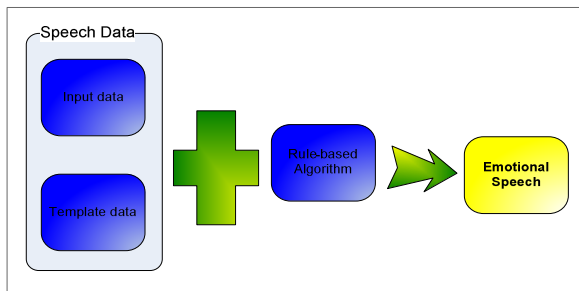 Speech Data
Input data
Template data
Rule-based
Algorithm
Emotional
Speech